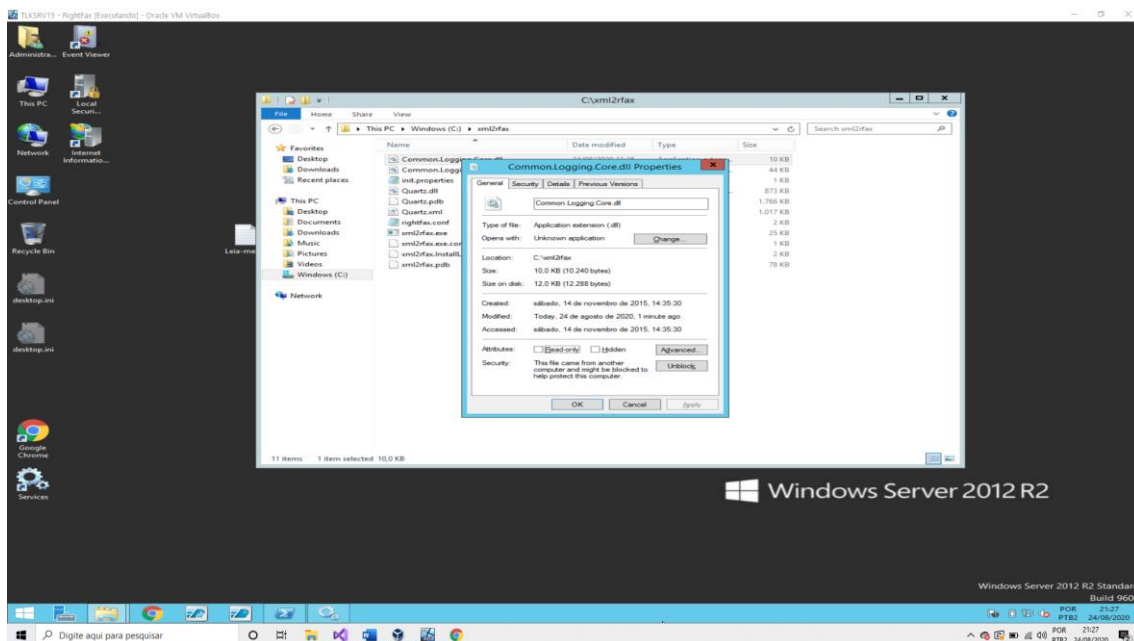 TLKSRV15 - RightFax [Executando] - Oracle VM VirtualBox
Administra... Event Viewer
This PC Local Securi...
Network Internet Informatio...
Control Panel
Recycle Bin
Leia-me
desktop.ini
desktop.ini
Google Chrome
Services
C:\xml2rfax
File Home Share View
This PC Windows (C:) xml2rfax
Search xml2rfax
Favorites
Desktop
Downloads
Recent places
This PC
Desktop
Documents
Downloads
Music
Pictures
Videos
Windows (C:)
Network
Name Date modified Type Size
Common.Logging.Core.dll 10 KB
Common.Loggi 44 KB
init.properties 1 KB
Quartz.dll 873 KB
Quartz.pdb 1.766 KB
Quartz.xml 1.017 KB
rightfax.conf 2 KB
xml2rfax.exe 25 KB
xml2rfax.exe.con 1 KB
xml2rfax.InstallL 2 KB
xml2rfax.pdb 78 KB
11 items 1 item selected 10,0 KB
Common.Logging.Core.dll Properties
General Security Details Previous Versions
Common.Logging.Core.dll
Type of file: Application extension (.dll)
Opens with: Unknown application Change...
Location: C:\xml2rfax
Size: 10,0 KB (10.240 bytes)
Size on disk: 12,0 KB (12.288 bytes)
Created: sábado, 14 de novembro de 2015, 14:35:30
Modified: Today, 24 de agosto de 2020, 1 minute ago
Accessed: sábado, 14 de novembro de 2015, 14:35:30
Attributes: Read-only Hidden Advanced...
Security: This file came from another computer and might be blocked to help protect this computer. Unblock
OK Cancel Apply
Windows Server 2012 R2
Windows Server 2012 R2 Standar
Build 960
POR 21:27
PTB2 24/08/2020
Digite aqui para pesquisar
POR 21:27
PTB2 24/08/2020